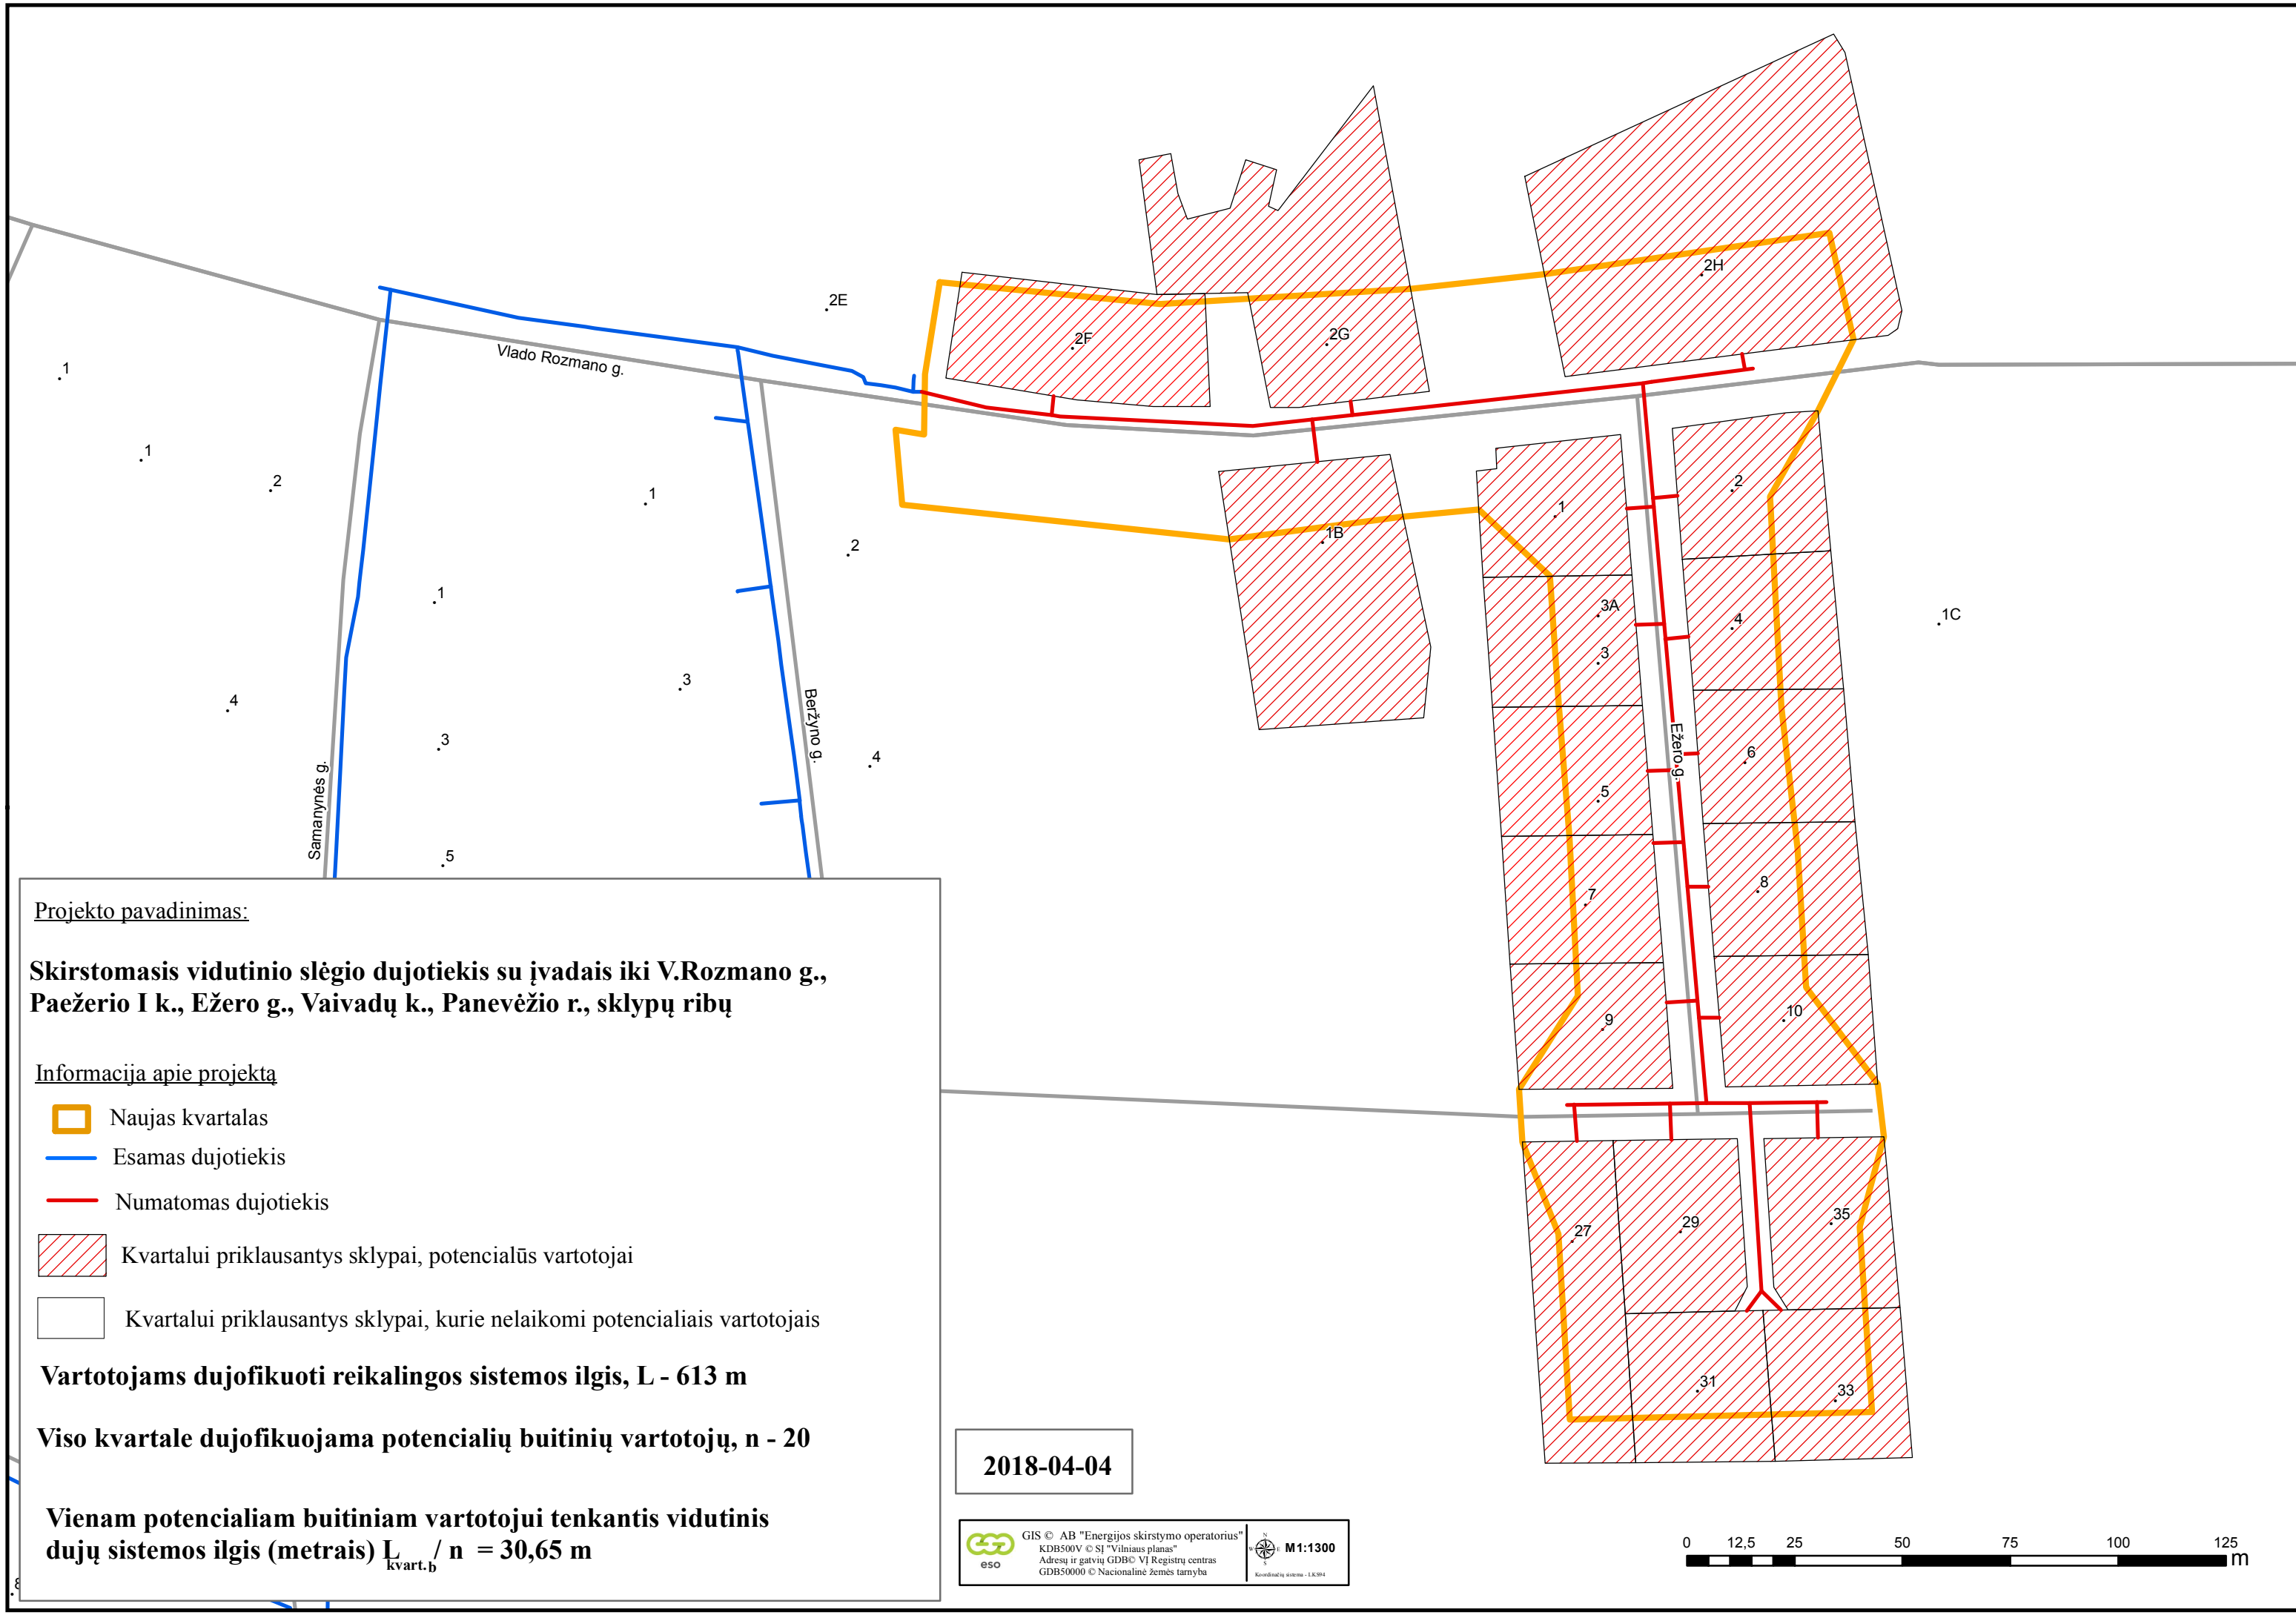 2H
2E
2F
2G
Vlado Rozmano g.
1
1
2
1
2
1
3A
3
2
4
1B
1C
1
4
3
3
Beržyno g.
4
Samanynės g.
5
Ežero g.
6
5
8
7
10
9
27
29
35
31
33
8
Projekto pavadinimas:
Skirstomasis vidutinio slėgio dujotiekis su įvadais iki V.Rozmano g.,
Paežerio I k., Ežero g., Vaivadų k., Panevėžio r., sklypų ribų
Informacija apie projektą
Naujas kvartalas
Esamas dujotiekis
Numatomas dujotiekis
Kvartalui priklausantys sklypai, potencialūs vartotojai
Kvartalui priklausantys sklypai, kurie nelaikomi potencialiais vartotojais
Vartotojams dujofikuoti reikalingos sistemos ilgis, L - 613 m
Viso kvartale dujofikuojama potencialių buitinių vartotojų, n - 20
Vienam potencialiam buitiniam vartotojui tenkantis vidutinis
dujų sistemos ilgis (metrais) L kvart.b / n = 30,65 m
2018-04-04
eso
GIS © AB "Energijos skirstymo operatorius"
KDB500V © SĮ "Vilniaus planas"
Adresų ir gatvių GDB© VĮ Registrų centras
GDB50000 © Nacionalinė žemės tarnyba
N
W E
S
M1:1300
Koordinačių sistema - LKS94
0 12,5 25 50 75 100 125
m